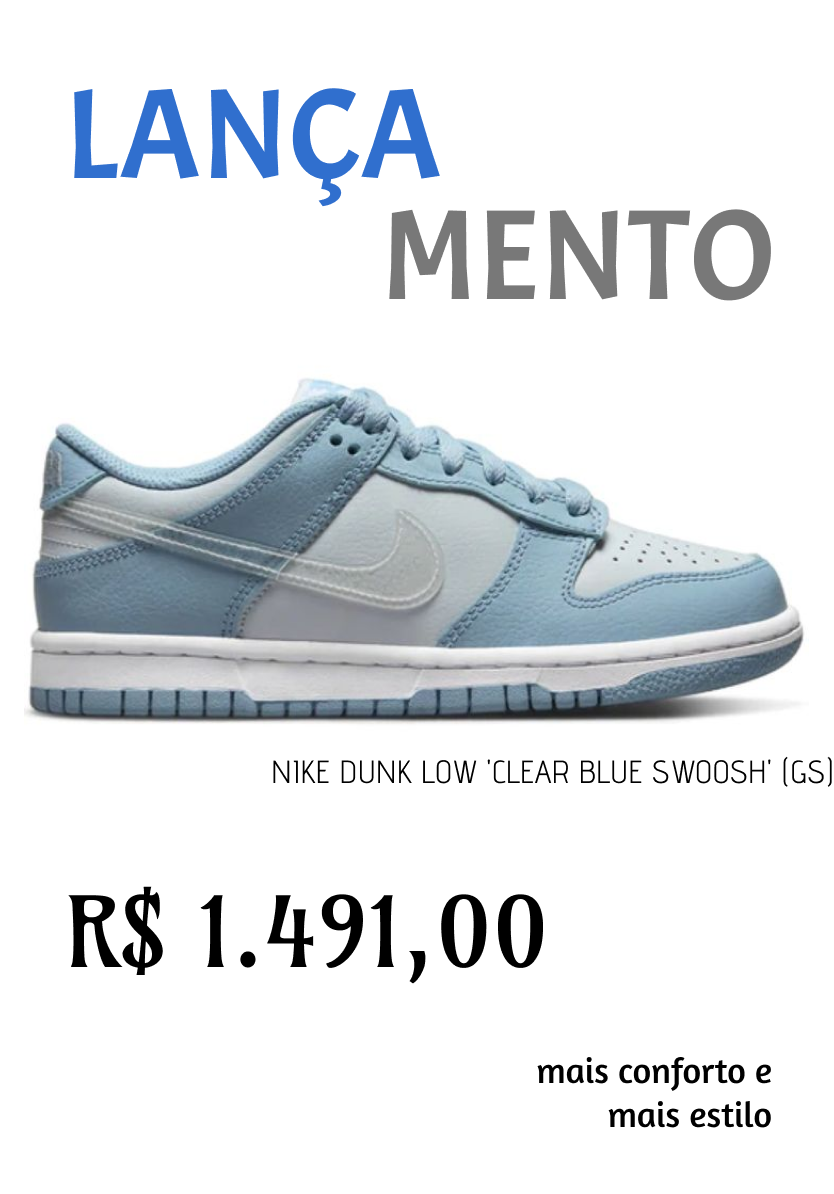 LANÇA
MENTO
NIKE DUNK LOW 'CLEAR BLUE SWOOSH' (GS)
R$ 1.491,00
mais conforto e
mais estilo